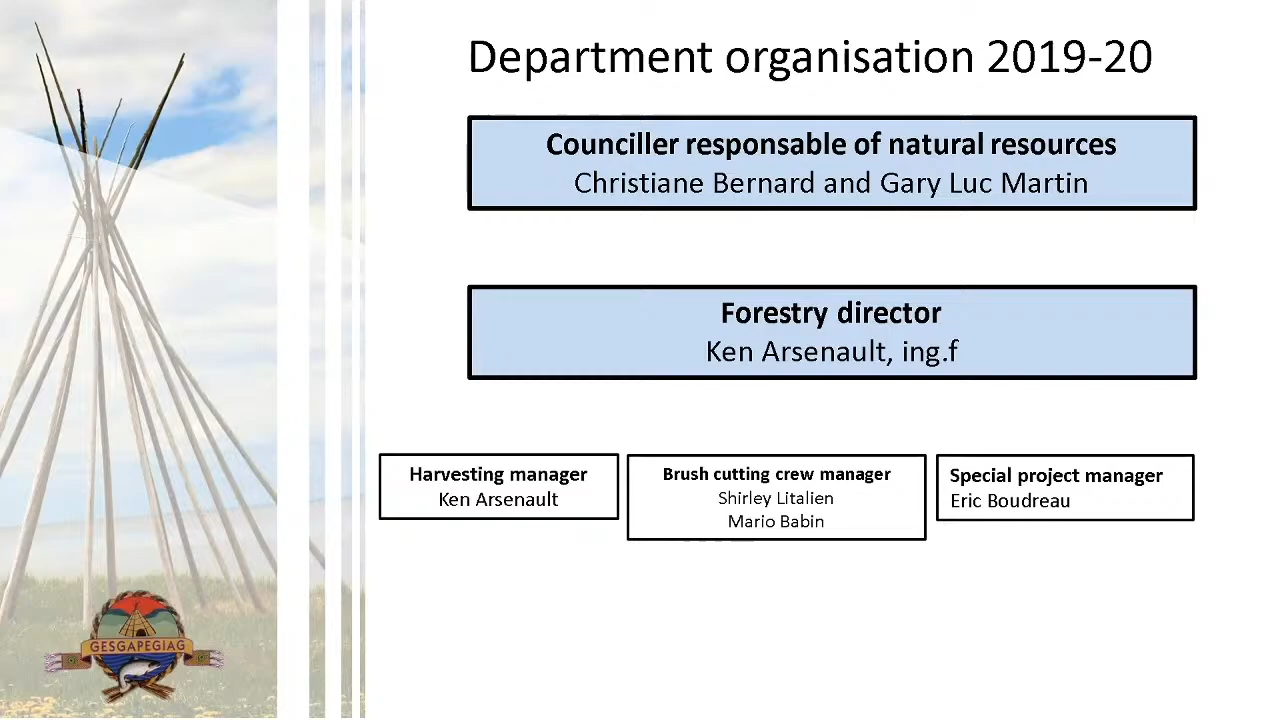 Department organisation 2019-20
Counciller responsable of natural resources
Christiane Bernard and Gary Luc Martin
Forestry director
Ken Arsenault, ing.f
Harvesting manager
Ken Arsenault
Brush cutting crew manager
Shirley Litalien
Mario Babin
Special project manager
Eric Boudreau
GESGAPEGIAG